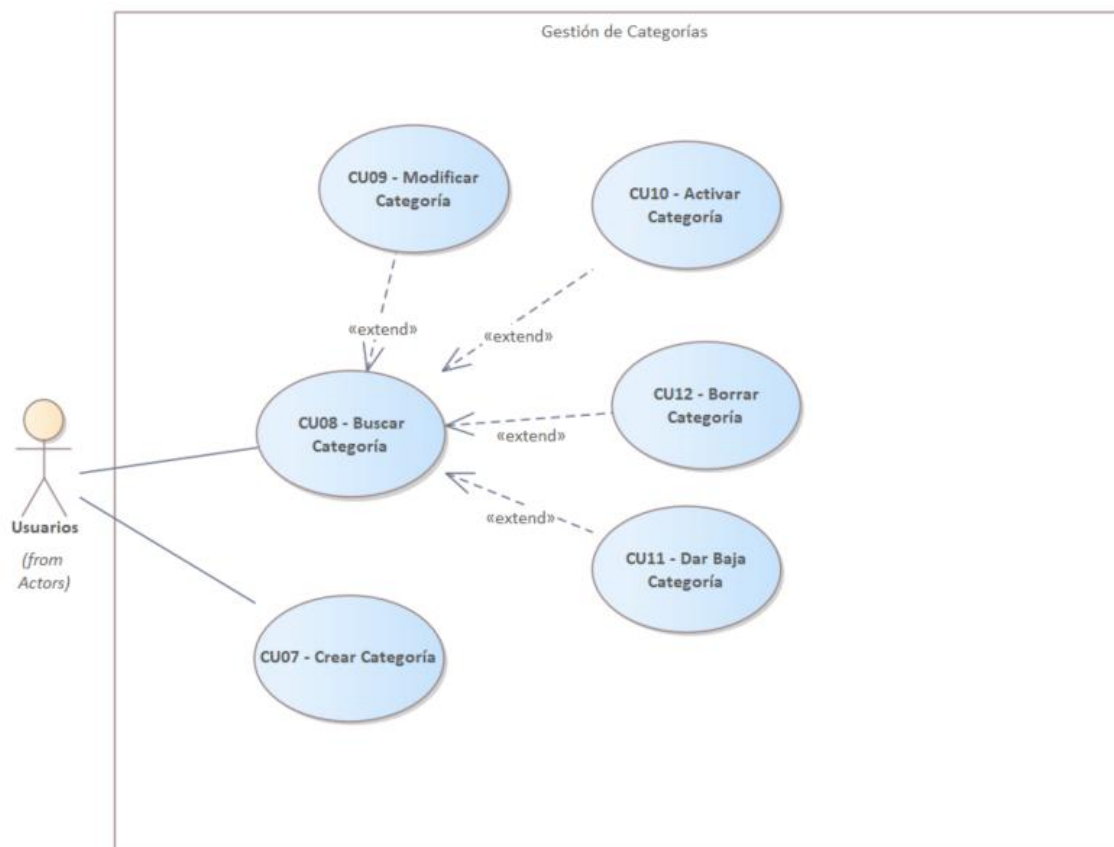 Gestión de Categorías
CU09 - Modificar
Categoría
CU10 - Activar
Categoría
«extend»
«extend»
CU08 - Buscar
Categoría
CU12 - Borrar
Categoría
«extend»
«extend»
CU11 - Dar Baja
Categoría
Usuarios
(from
Actors)
CU07 - Crear Categoría